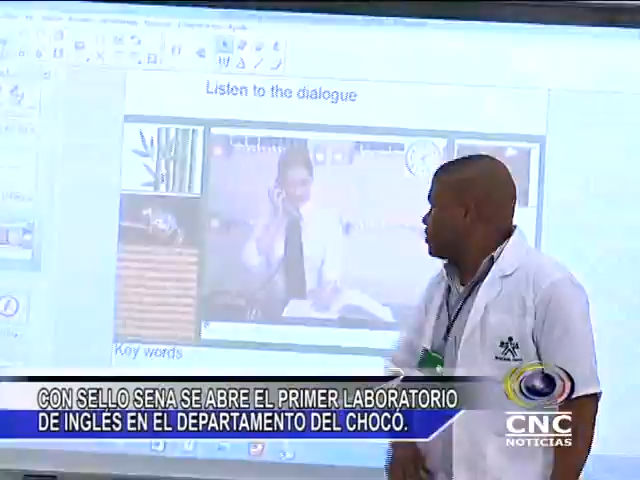 Listen to the dialogue
Key words
CON SELLO SENA SE ABRE EL PRIMER LABORATORIO
DE INGLÉS EN EL DEPARTAMENTO DEL CHOCÓ.
CNC
NOTICIAS